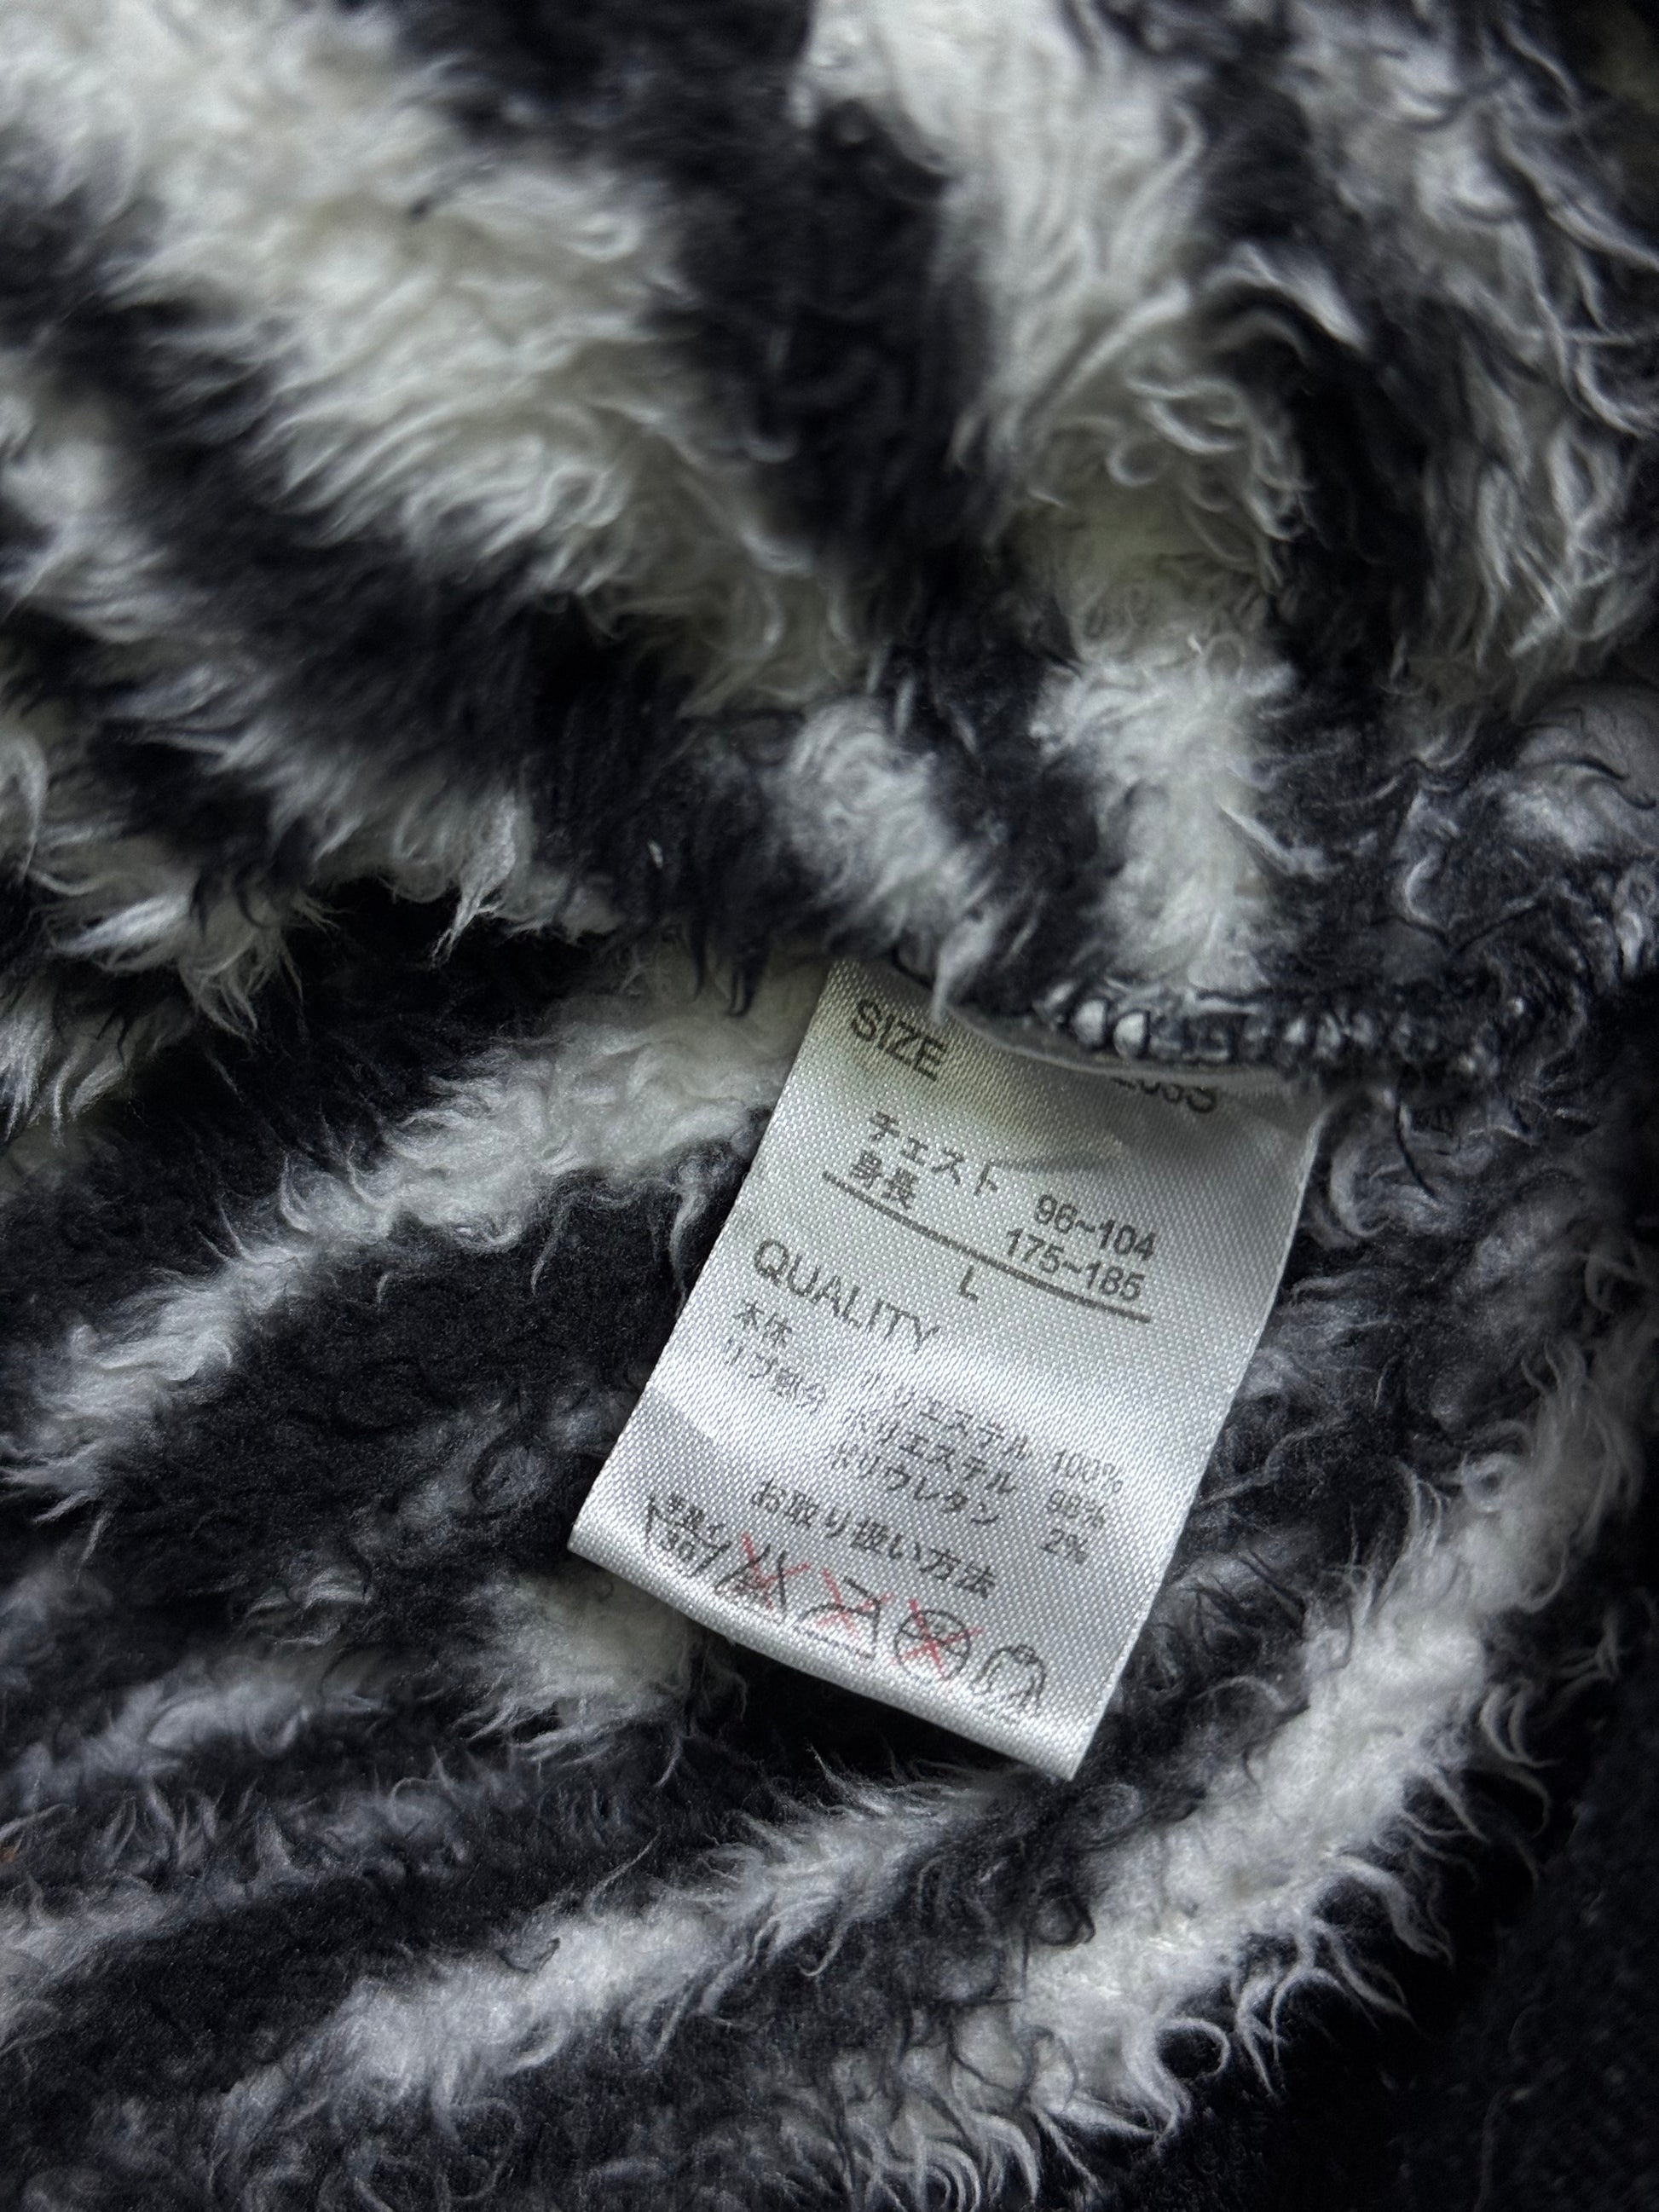 SIZE
チェスト 96~104
身長 175~185
L
QUALITY
本体 ポリエステル 100%
リブ部分 ポリエステル 98%
ポリウレタン 2%
お取り扱い方法
30